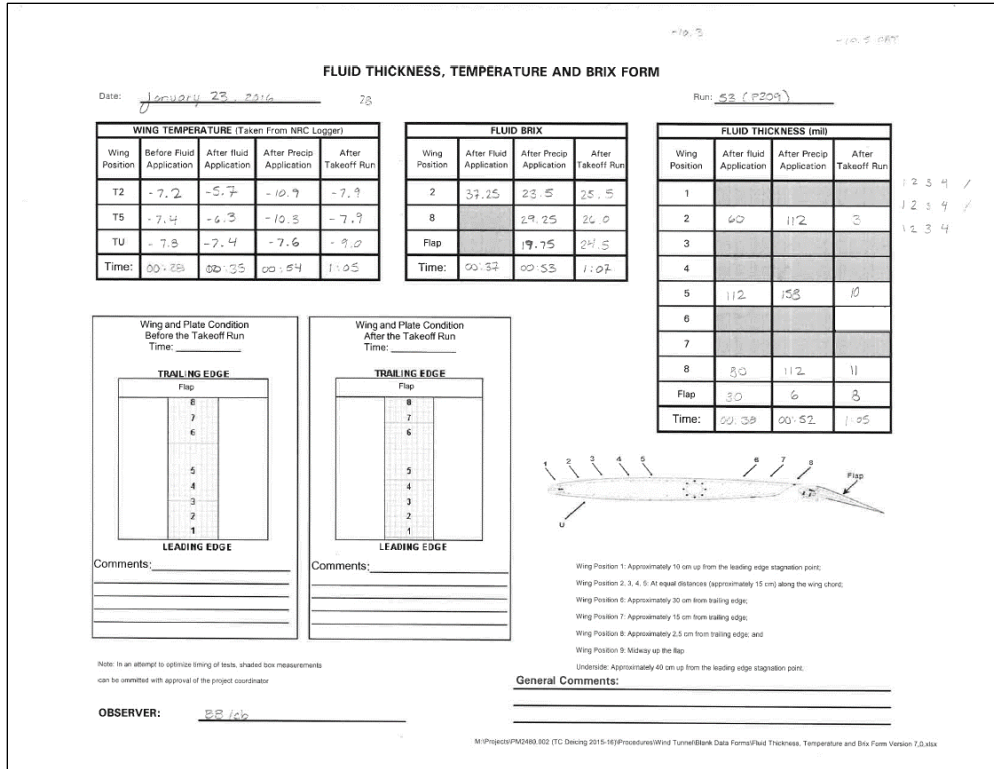 -10.3
-10.5 OAT
FLUID THICKNESS, TEMPERATURE AND BRIX FORM
Date: January 23, 2016
Run: 53 (P209)
WING TEMPERATURE (Taken From NRC Logger)
Wing Position Before Fluid Application After fluid Application After Precip Application After Takeoff Run
T2 -7.2 -5.7 -10.9 -7.9
T5 -7.4 -6.3 -10.3 -7.9
TU -7.8 -7.4 -7.6 -9.0
Time: 00:28 00:35 00:54 1:05
FLUID BRIX
Wing Position After Fluid Application After Precip Application After Takeoff Run
2 37.25 23.5 25.5
8 29.25 26.0
Flap 19.75 24.5
Time: 00:37 00:53 1:07
FLUID THICKNESS (mil)
Wing Position After fluid Application After Precip Application After Takeoff Run
1
2 60 112 3
3
4
5 112 158 10
6
7
8 80 112 11
Flap 30 6 8
Time: 00:38 00:52 1:05
1 2 3 4 /
1 2 3 4 /
1 2 3 4
Wing and Plate Condition
Before the Takeoff Run
Time:
TRAILING EDGE
Flap
8
7
6
5
4
3
2
1
LEADING EDGE
Comments:
Wing and Plate Condition
After the Takeoff Run
Time:
TRAILING EDGE
Flap
8
7
6
5
4
3
2
1
LEADING EDGE
Comments:
1 2 3 4 5 6 7 8 Flap
U
Wing Position 1: Approximately 10 cm up from the leading edge stagnation point;
Wing Position 2, 3, 4, 5: At equal distances (approximately 15 cm) along the wing chord;
Wing Position 6: Approximately 30 cm from trailing edge;
Wing Position 7: Approximately 15 cm from trailing edge;
Wing Position 8: Approximately 2.5 cm from trailing edge; and
Wing Position 9: Midway up the flap
Underside: Approximately 40 cm up from the leading edge stagnation point.
Note: In an attempt to optimize timing of tests, shaded box measurements
can be ommitted with approval of the project coordinator
General Comments:
OBSERVER: BB/cb
M:\Projects\PM2480.002 (TC Deicing 2015-16)\Procedures\Wind Tunnel\Blank Data Forms\Fluid Thickness, Temperature and Brix Form Version 7.0.xlsx